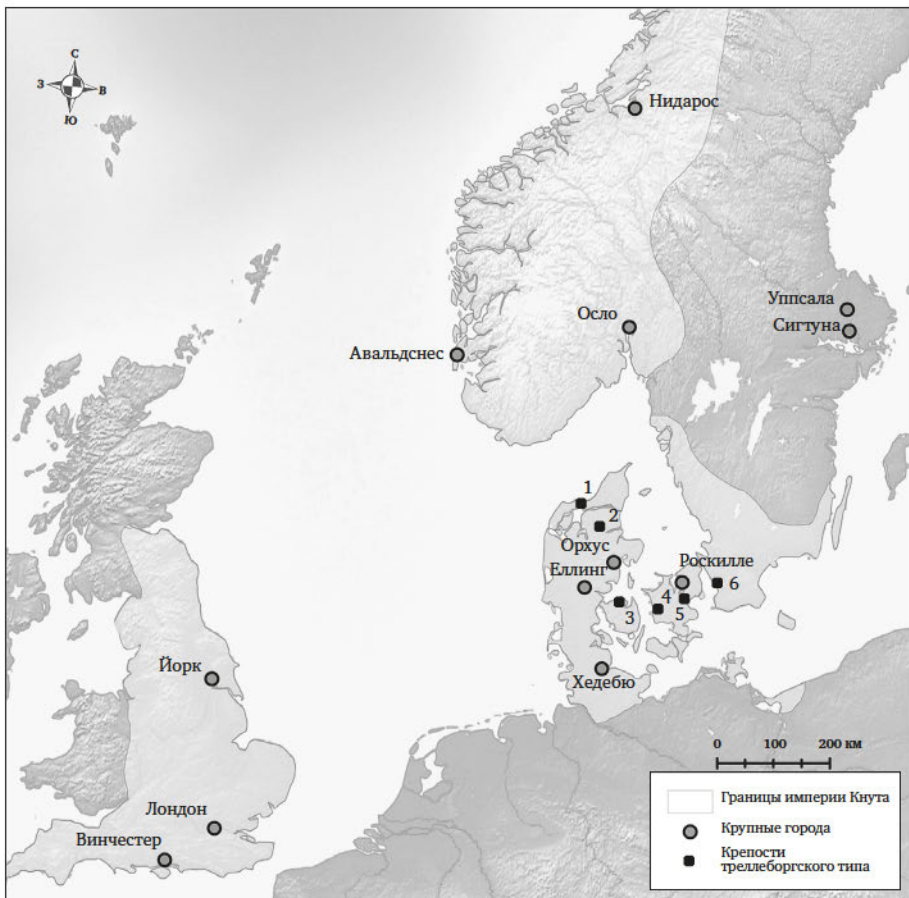 С
З
В
Ю
Нидарос
Уппсала
Сигтуна
Осло
Авальдснес
1
2
Орхус
Еллинг
Роскилле
6
4
5
3
Йорк
Хедебю
0 100 200 км
Лондон
Винчестер
Границы империи Кнута
Крупные города
Крепости
треллеборгского типа